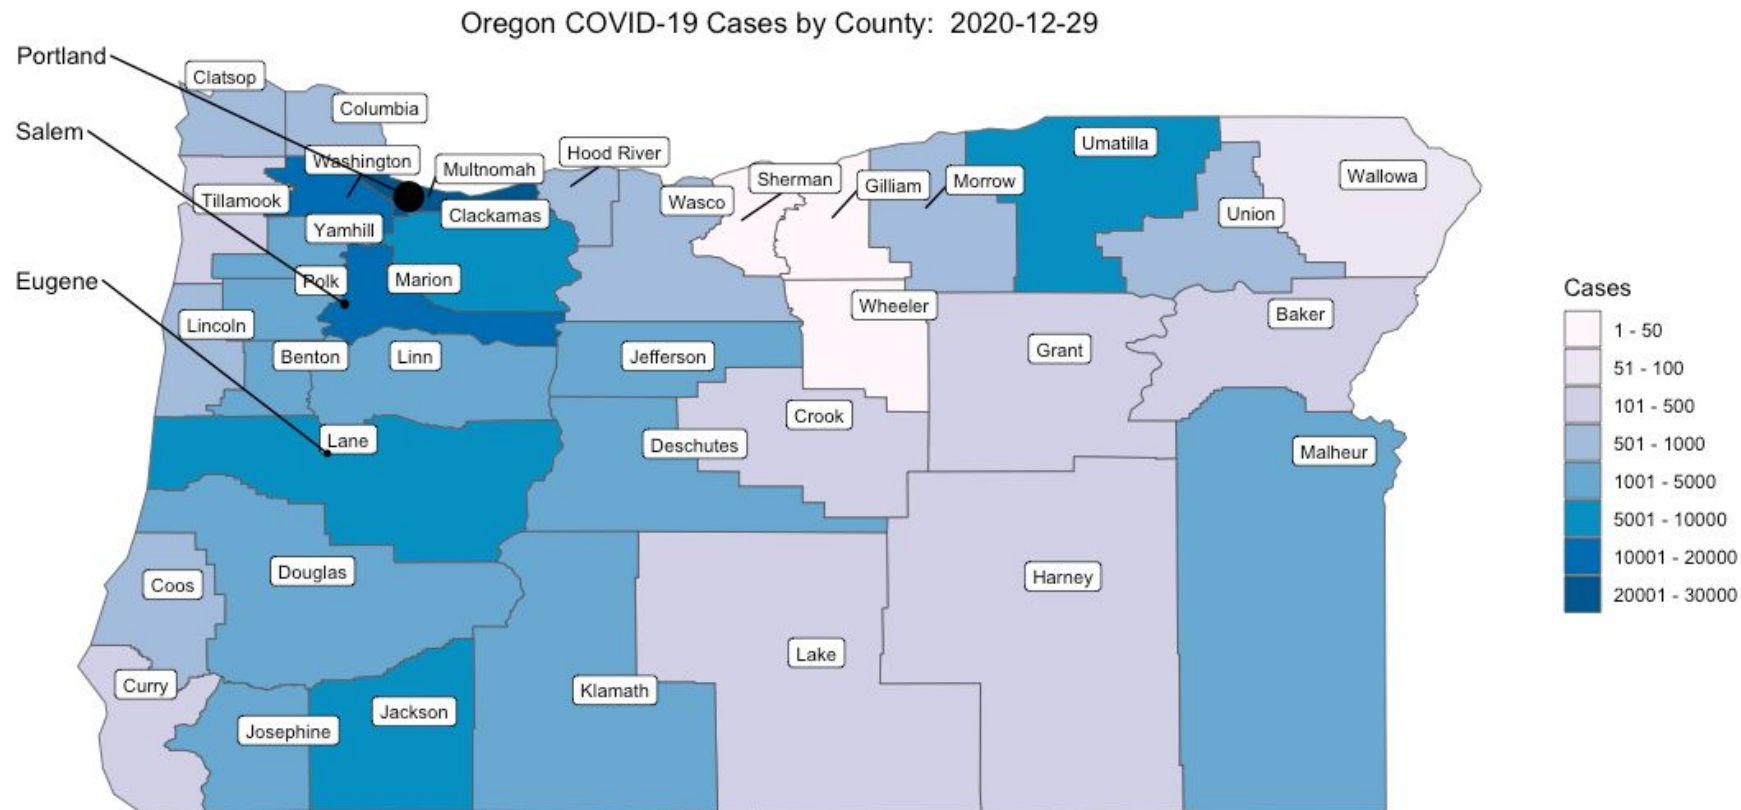 Oregon COVID-19 Cases by County:  2020-12-29
Portland
Salem
Eugene
Clatsop
Columbia
Washington
Multnomah
Hood River
Tillamook
Yamhill
Clackamas
Wasco
Sherman
Gilliam
Morrow
Umatilla
Union
Wallowa
Polk
Marion
Wheeler
Baker
Lincoln
Benton
Linn
Jefferson
Grant
Crook
Lane
Deschutes
Malheur
Coos
Douglas
Harney
Lake
Curry
Klamath
Josephine
Jackson
Cases
1 - 50
51 - 100
101 - 500
501 - 1000
1001 - 5000
5001 - 10000
10001 - 20000
20001 - 30000